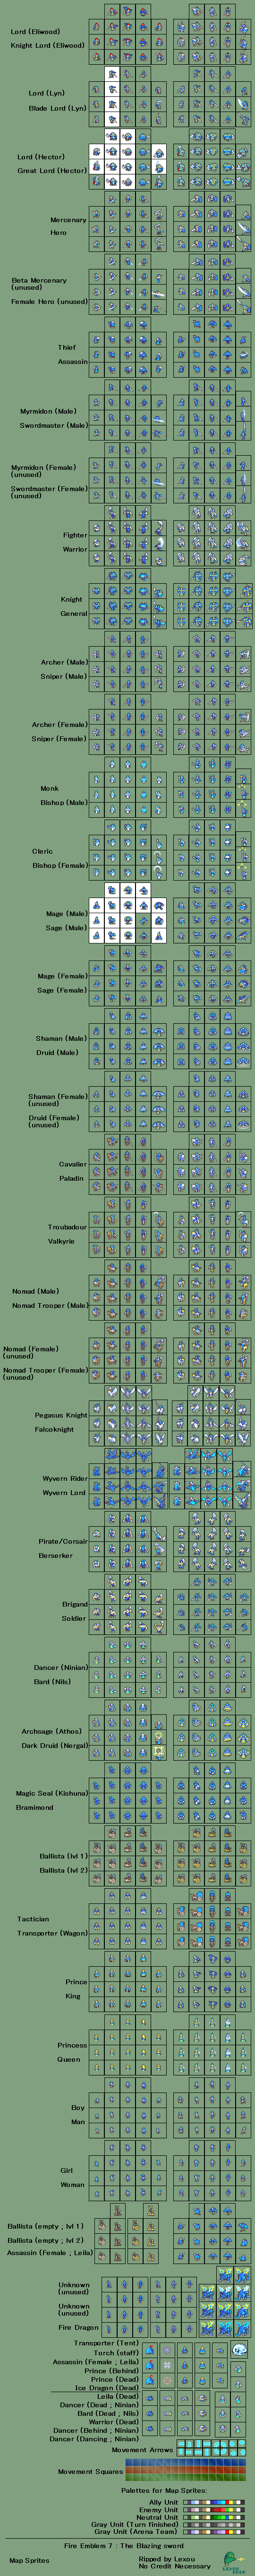 Lord (Eliwood)
Knight Lord (Eliwood)
Lord (Lyn)
Blade Lord (Lyn)
Lord (Hector)
Great Lord (Hector)
Mercenary
Hero
Beta Mercenary
(unused)
Female Hero (unused)
Thief
Assassin
Myrmidon (Male)
Swordmaster (Male)
Myrmidon (Female)
(unused)
Swordmaster (Female)
(unused)
Fighter
Warrior
Knight
General
Archer (Male)
Sniper (Male)
Archer (Female)
Sniper (Female)
Monk
Bishop (Male)
Cleric
Bishop (Female)
Mage (Male)
Sage (Male)
Mage (Female)
Sage (Female)
Shaman (Male)
Druid (Male)
Shaman (Female)
(unused)
Druid (Female)
(unused)
Cavalier
Paladin
Troubadour
Valkyrie
Nomad (Male)
Nomad Trooper (Male)
Nomad (Female)
(unused)
Nomad Trooper (Female)
(unused)
Pegasus Knight
Falcoknight
Wyvern Rider
Wyvern Lord
Pirate/Corsair
Berserker
Brigand
Soldier
Dancer (Ninian)
Bard (Nils)
Archsage (Athos)
Dark Druid (Nergal)
Magic Seal (Kishuna)
Bramimond
Ballista (lvl 1)
Ballista (lvl 2)
Tactician
Transporter (Wagon)
Prince
King
Princess
Queen
Boy
Man
Girl
Woman
Ballista (empty ; lvl 1)
Ballista (empty ; lvl 2)
Assassin (Female ; Leila)
Unknown
(unused)
Unknown
(unused)
Fire Dragon
Transporter (Tent)
Torch (staff)
Assassin (Female ; Leila)
Prince (Behind)
Prince (Dead)
Ice Dragon (Dead)
Leila (Dead)
Dancer (Dead ; Ninian)
Bard (Dead ; Nils)
Warrior (Dead)
Dancer (Behind ; Ninian)
Dancer (Dancing ; Ninian)
Movement Arrows
Movement Squares
Palettes for Map Sprites:
Ally Unit
Enemy Unit
Neutral Unit
Gray Unit (Turn finished)
Gray Unit (Arena Team)
Fire Emblem 7 : The Blazing sword
Map Sprites
Ripped by Lexou
No Credit Necessary